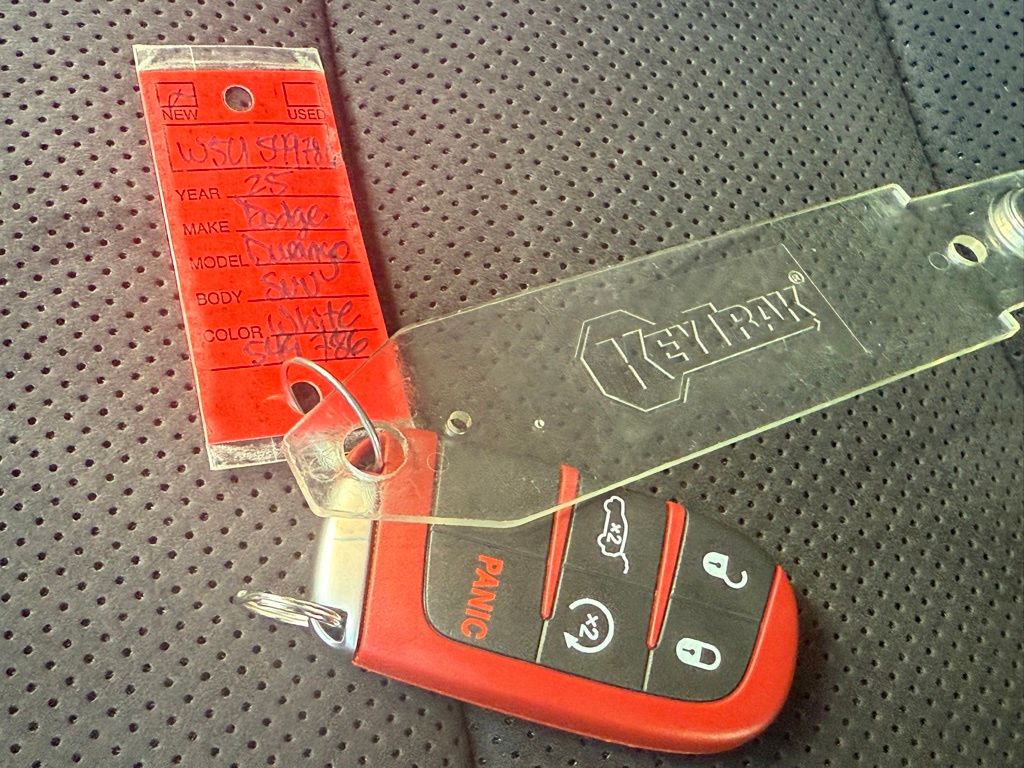 NEW USED
YEAR 25
MAKE Dodge
MODEL Durango
BODY SUV
COLOR White
KEYTRAK®
x2
PANIC
x2